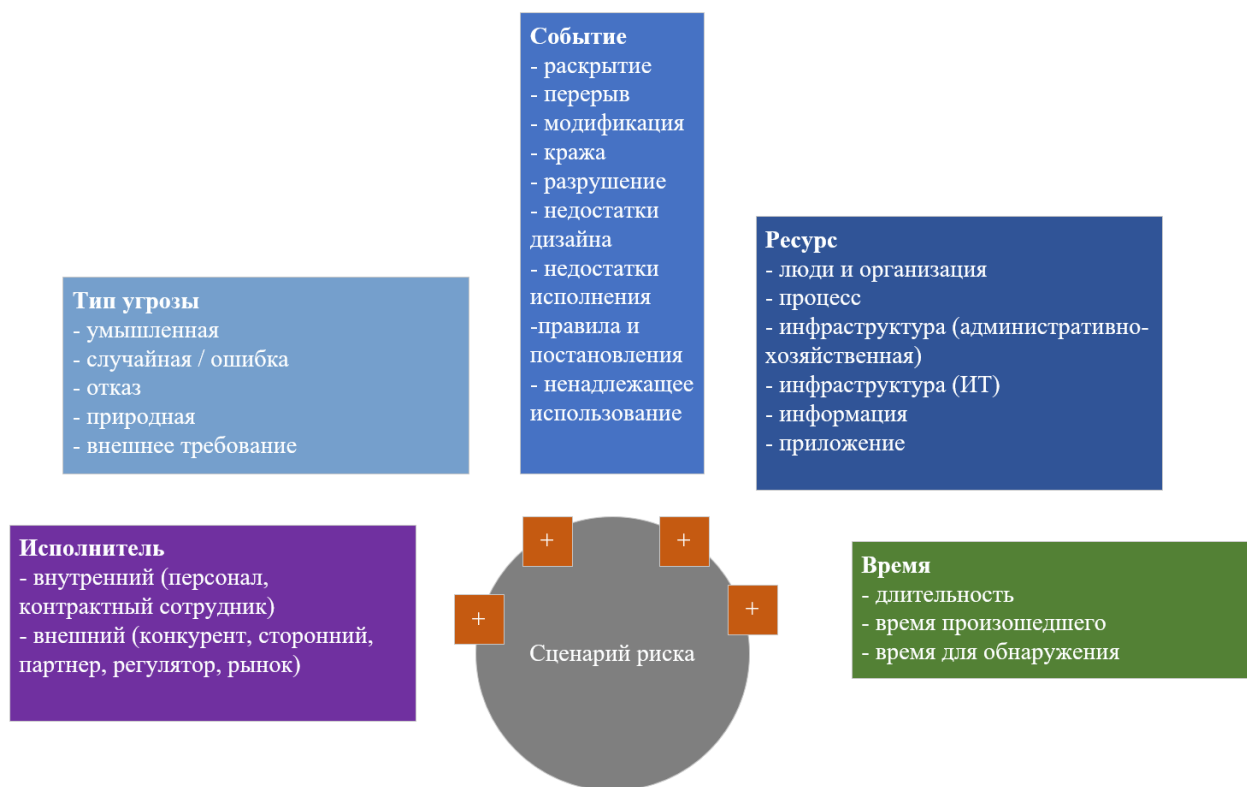 Событие
- раскрытие
- перерыв
- модификация
- кража
- разрушение
- недостатки
дизайна
- недостатки
исполнения
-правила и
постановления
- ненадлежащее
использование
Ресурс
- люди и организация
- процесс
- инфраструктура (административно-
хозяйственная)
- инфраструктура (ИТ)
- информация
- приложение
Тип угрозы
- умышленная
- случайная / ошибка
- отказ
- природная
- внешнее требование
Исполнитель
- внутренний (персонал,
контрактный сотрудник)
- внешний (конкурент, сторонний,
партнер, регулятор, рынок)
+
+
+
+
Сценарий риска
Время
- длительность
- время произошедшего
- время для обнаружения